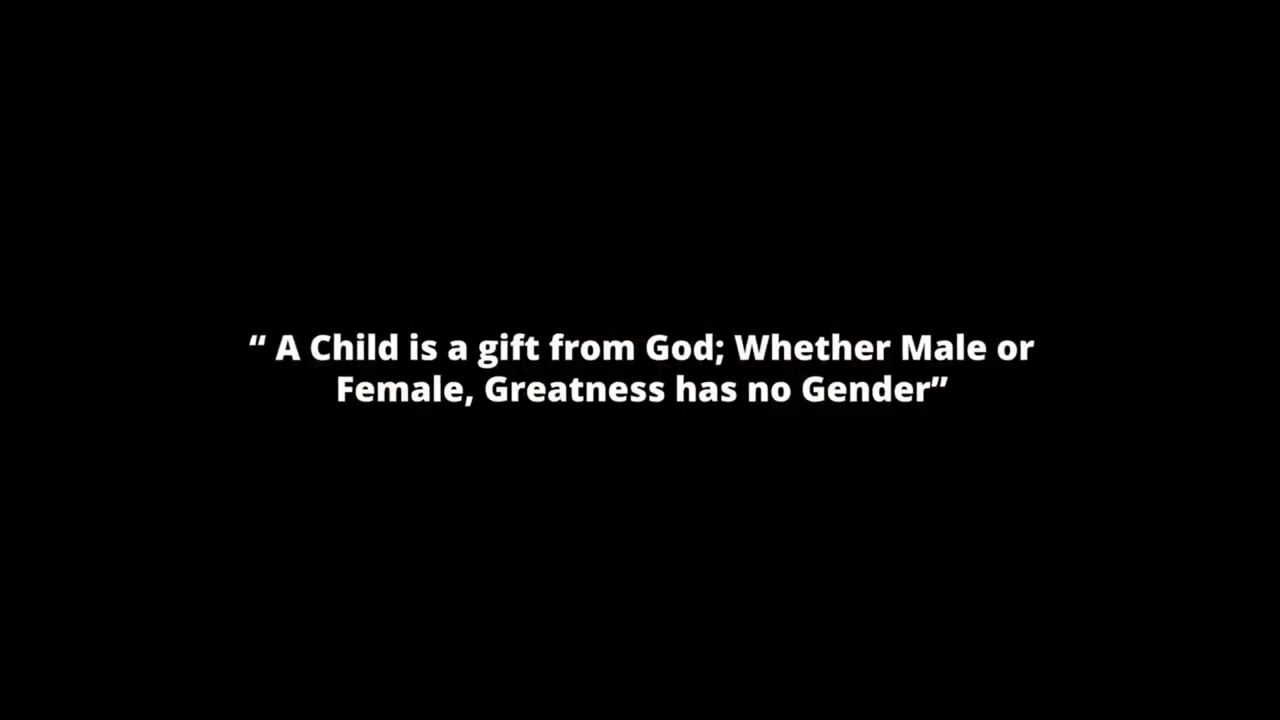 “ A Child is a gift from God; Whether Male or
Female, Greatness has no Gender”